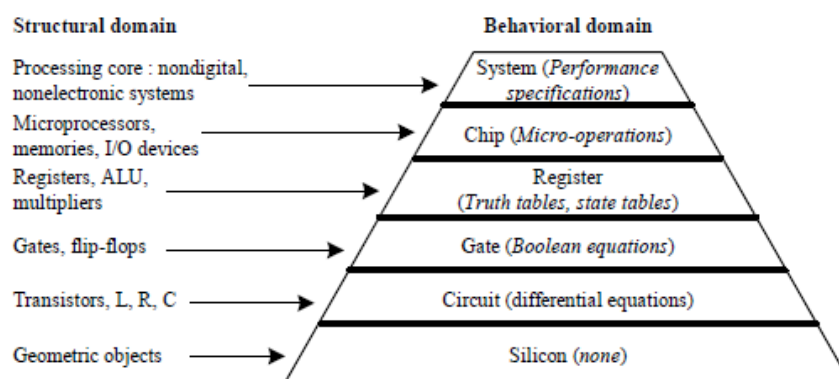 Structural domain
Behavioral domain
Processing core : nondigital,
nonelectronic systems
System (Performance
specifications)
Microprocessors,
memories, I/O devices
Chip (Micro-operations)
Registers, ALU,
multipliers
Register
(Truth tables, state tables)
Gates, flip-flops
Gate (Boolean equations)
Transistors, L, R, C
Circuit (differential equations)
Geometric objects
Silicon (none)